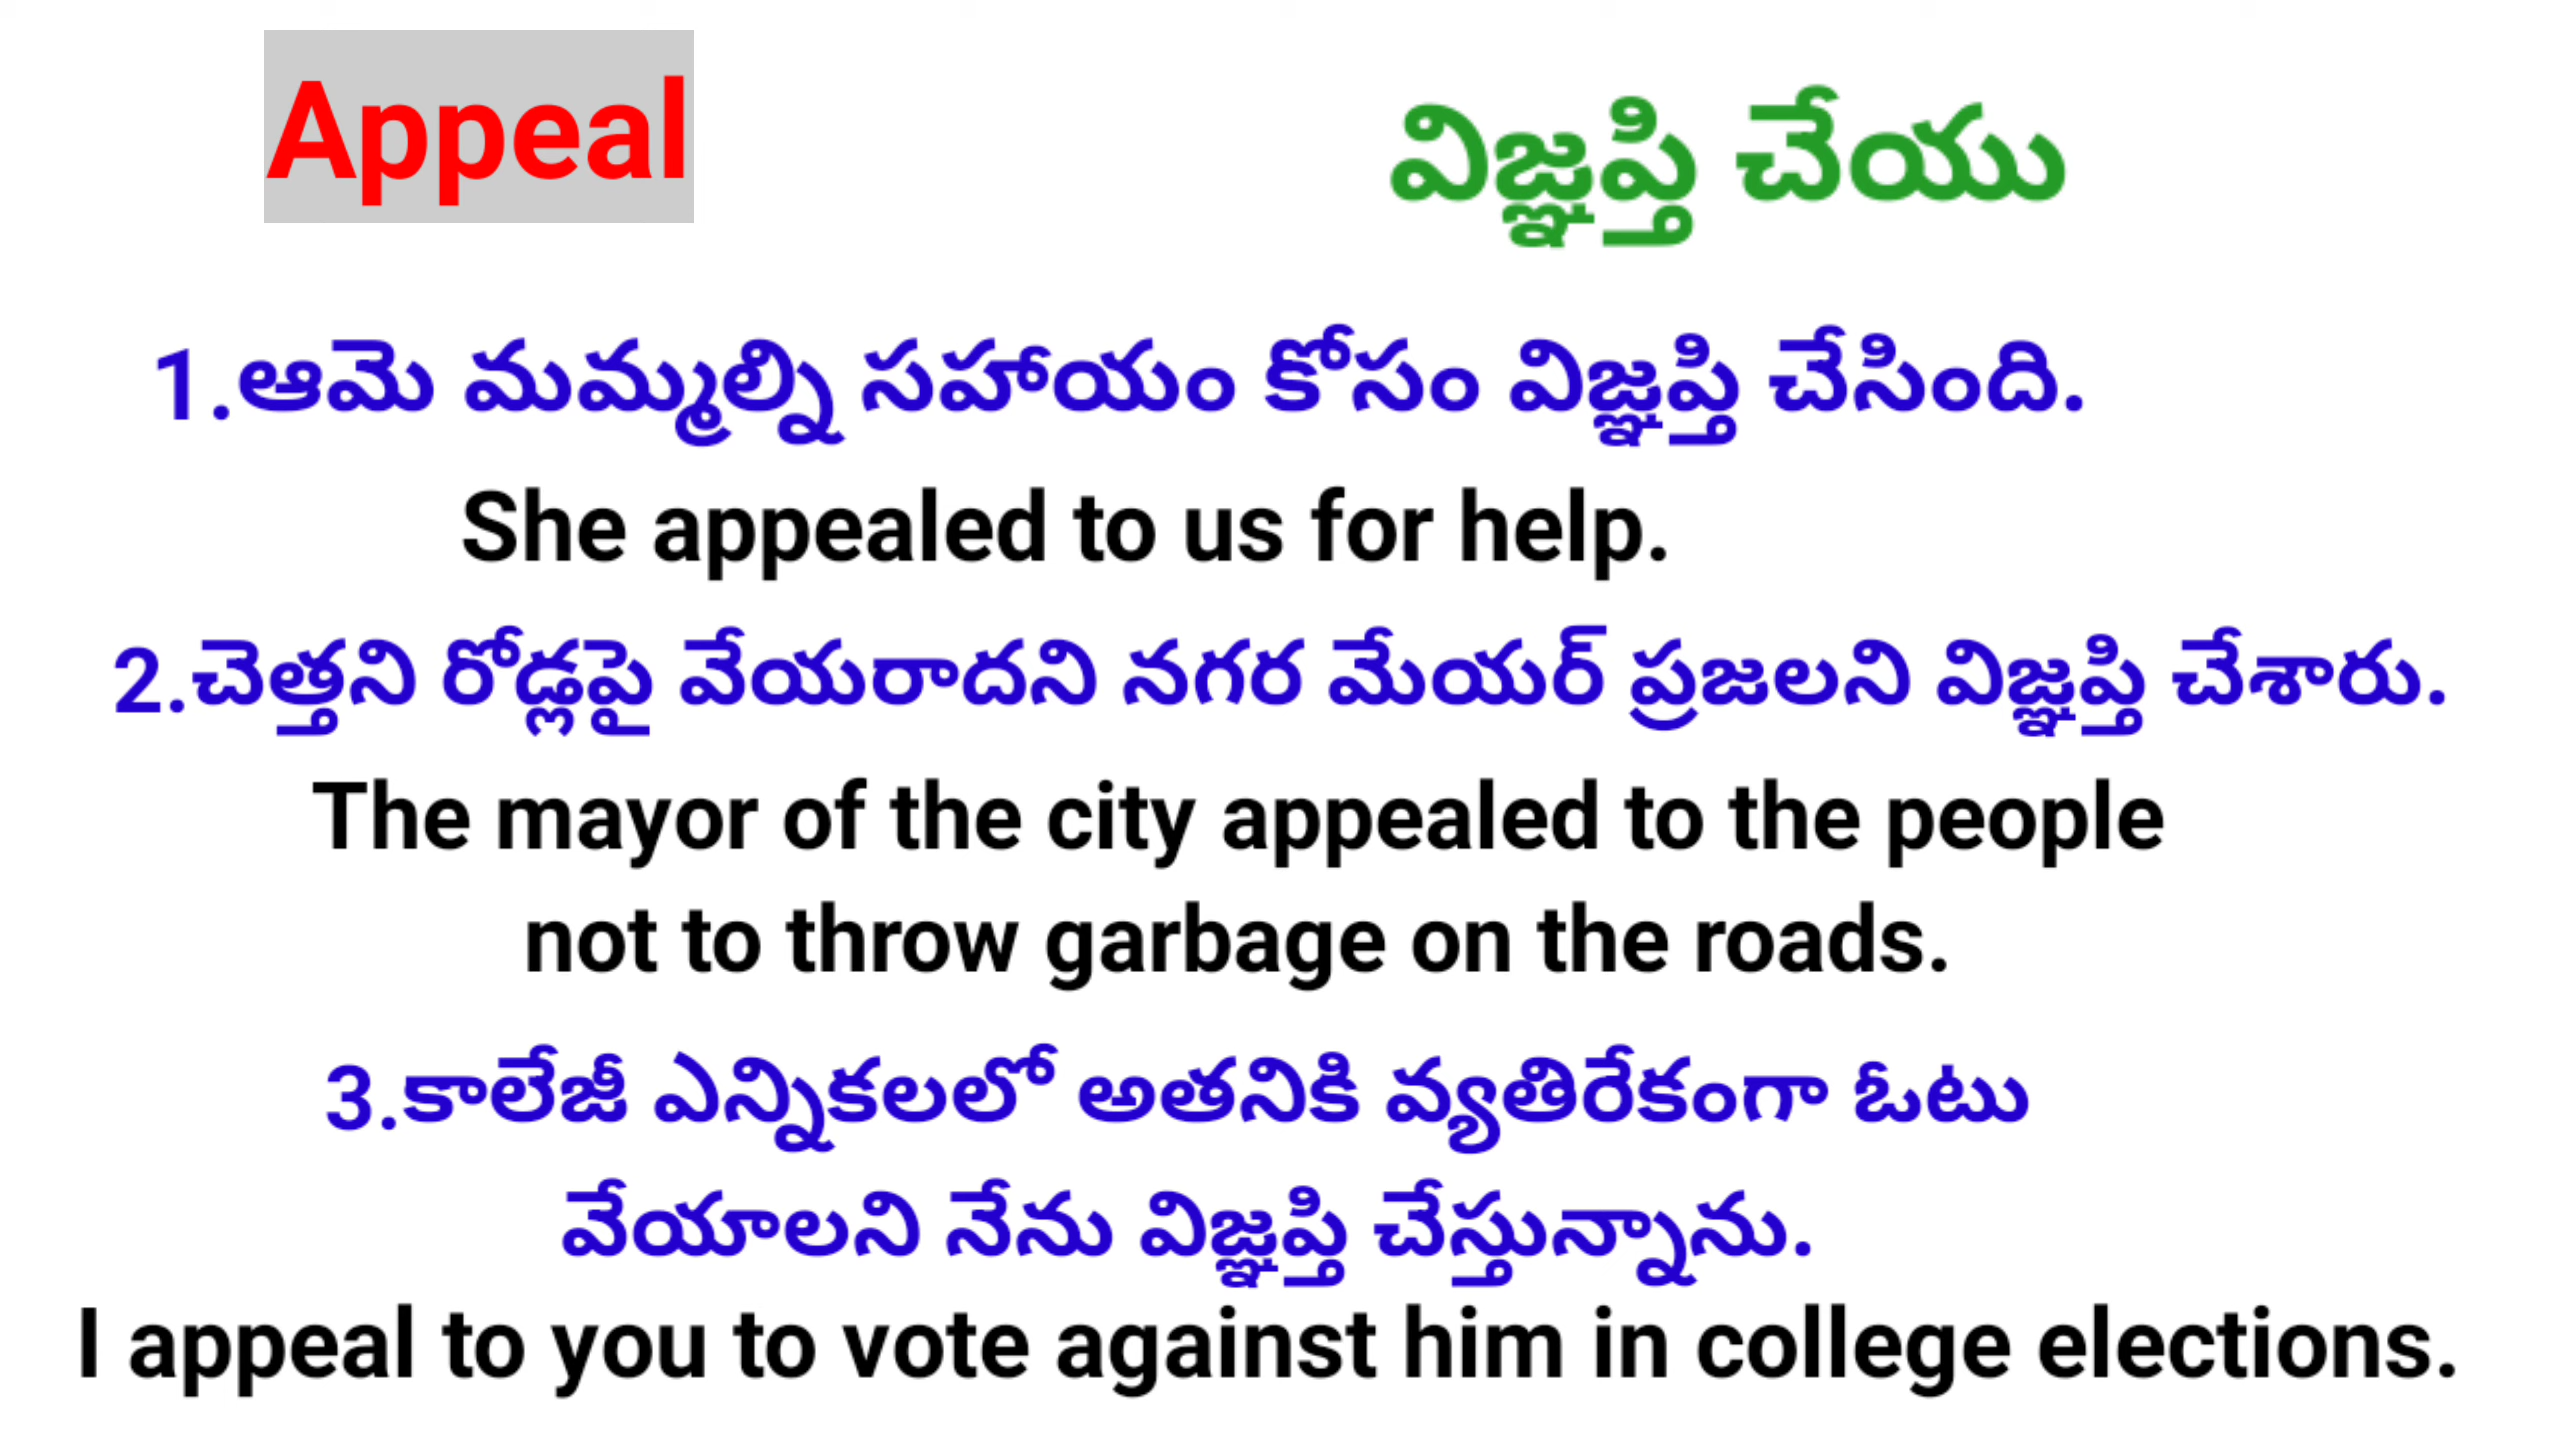 Appeal విజ్ఞప్తి చేయు
1.ఆమె మమ్మల్ని సహాయం కోసం విజ్ఞప్తి చేసింది.
She appealed to us for help.
2.చెత్తని రోడ్లపై వేయరాదని నగర మేయర్ ప్రజలని విజ్ఞప్తి చేశారు.
The mayor of the city appealed to the people
not to throw garbage on the roads.
3.కాలేజీ ఎన్నికలలో అతనికి వ్యతిరేకంగా ఓటు
వేయాలని నేను విజ్ఞప్తి చేస్తున్నాను.
I appeal to you to vote against him in college elections.